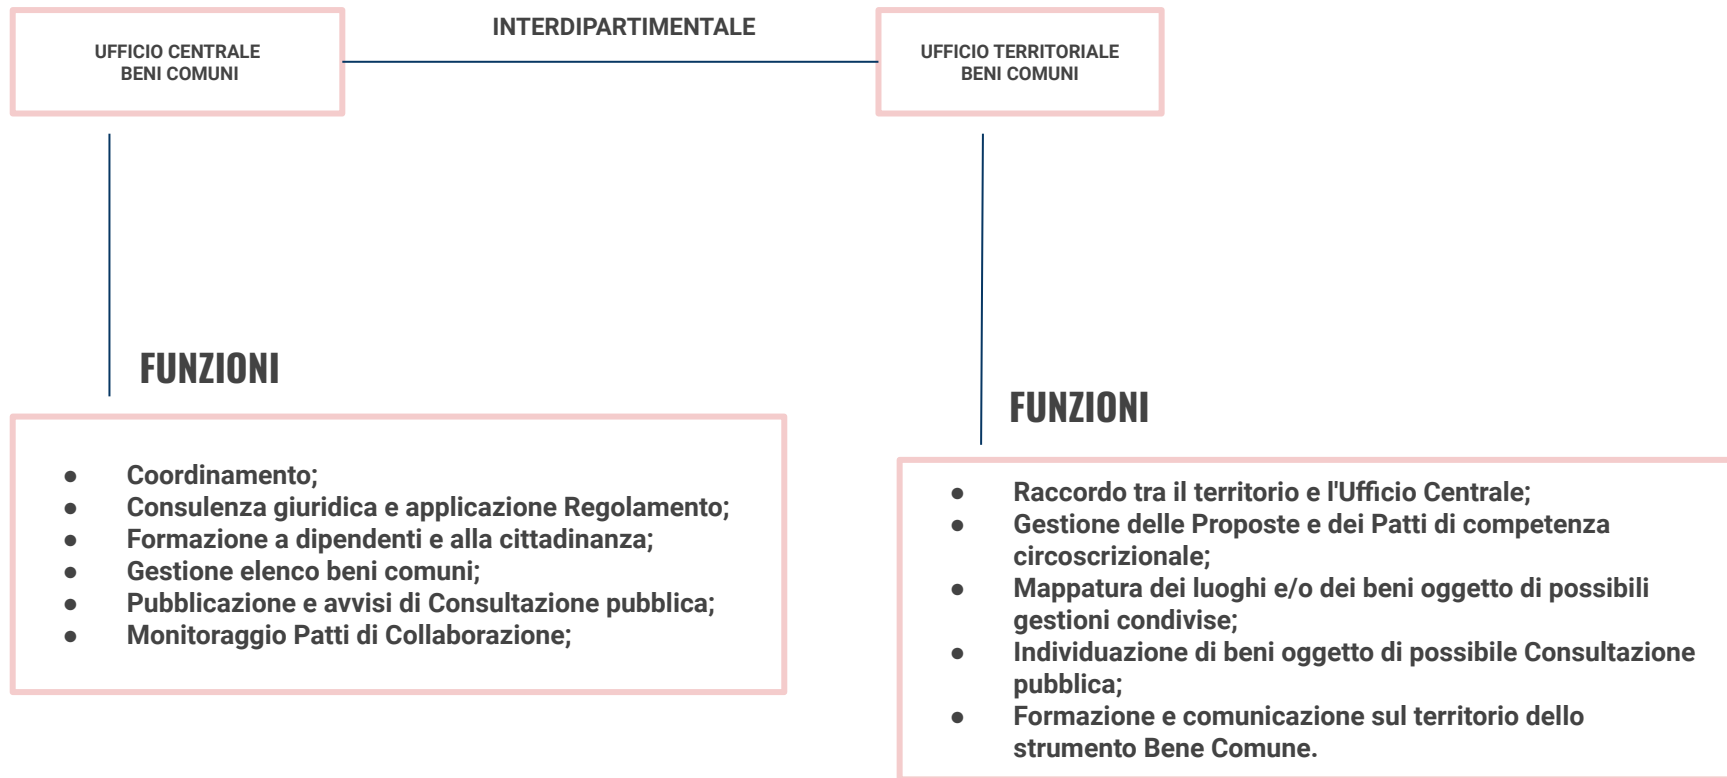 INTERDIPARTIMENTALE
UFFICIO CENTRALE
BENI COMUNI
UFFICIO TERRITORIALE
BENI COMUNI
FUNZIONI
● Coordinamento;
● Consulenza giuridica e applicazione Regolamento;
● Formazione a dipendenti e alla cittadinanza;
● Gestione elenco beni comuni;
● Pubblicazione e avvisi di Consultazione pubblica;
● Monitoraggio Patti di Collaborazione;
FUNZIONI
● Raccordo tra il territorio e l'Ufficio Centrale;
● Gestione delle Proposte e dei Patti di competenza
circoscrizionale;
● Mappatura dei luoghi e/o dei beni oggetto di possibili
gestioni condivise;
● Individuazione di beni oggetto di possibile Consultazione
pubblica;
● Formazione e comunicazione sul territorio dello
strumento Bene Comune.